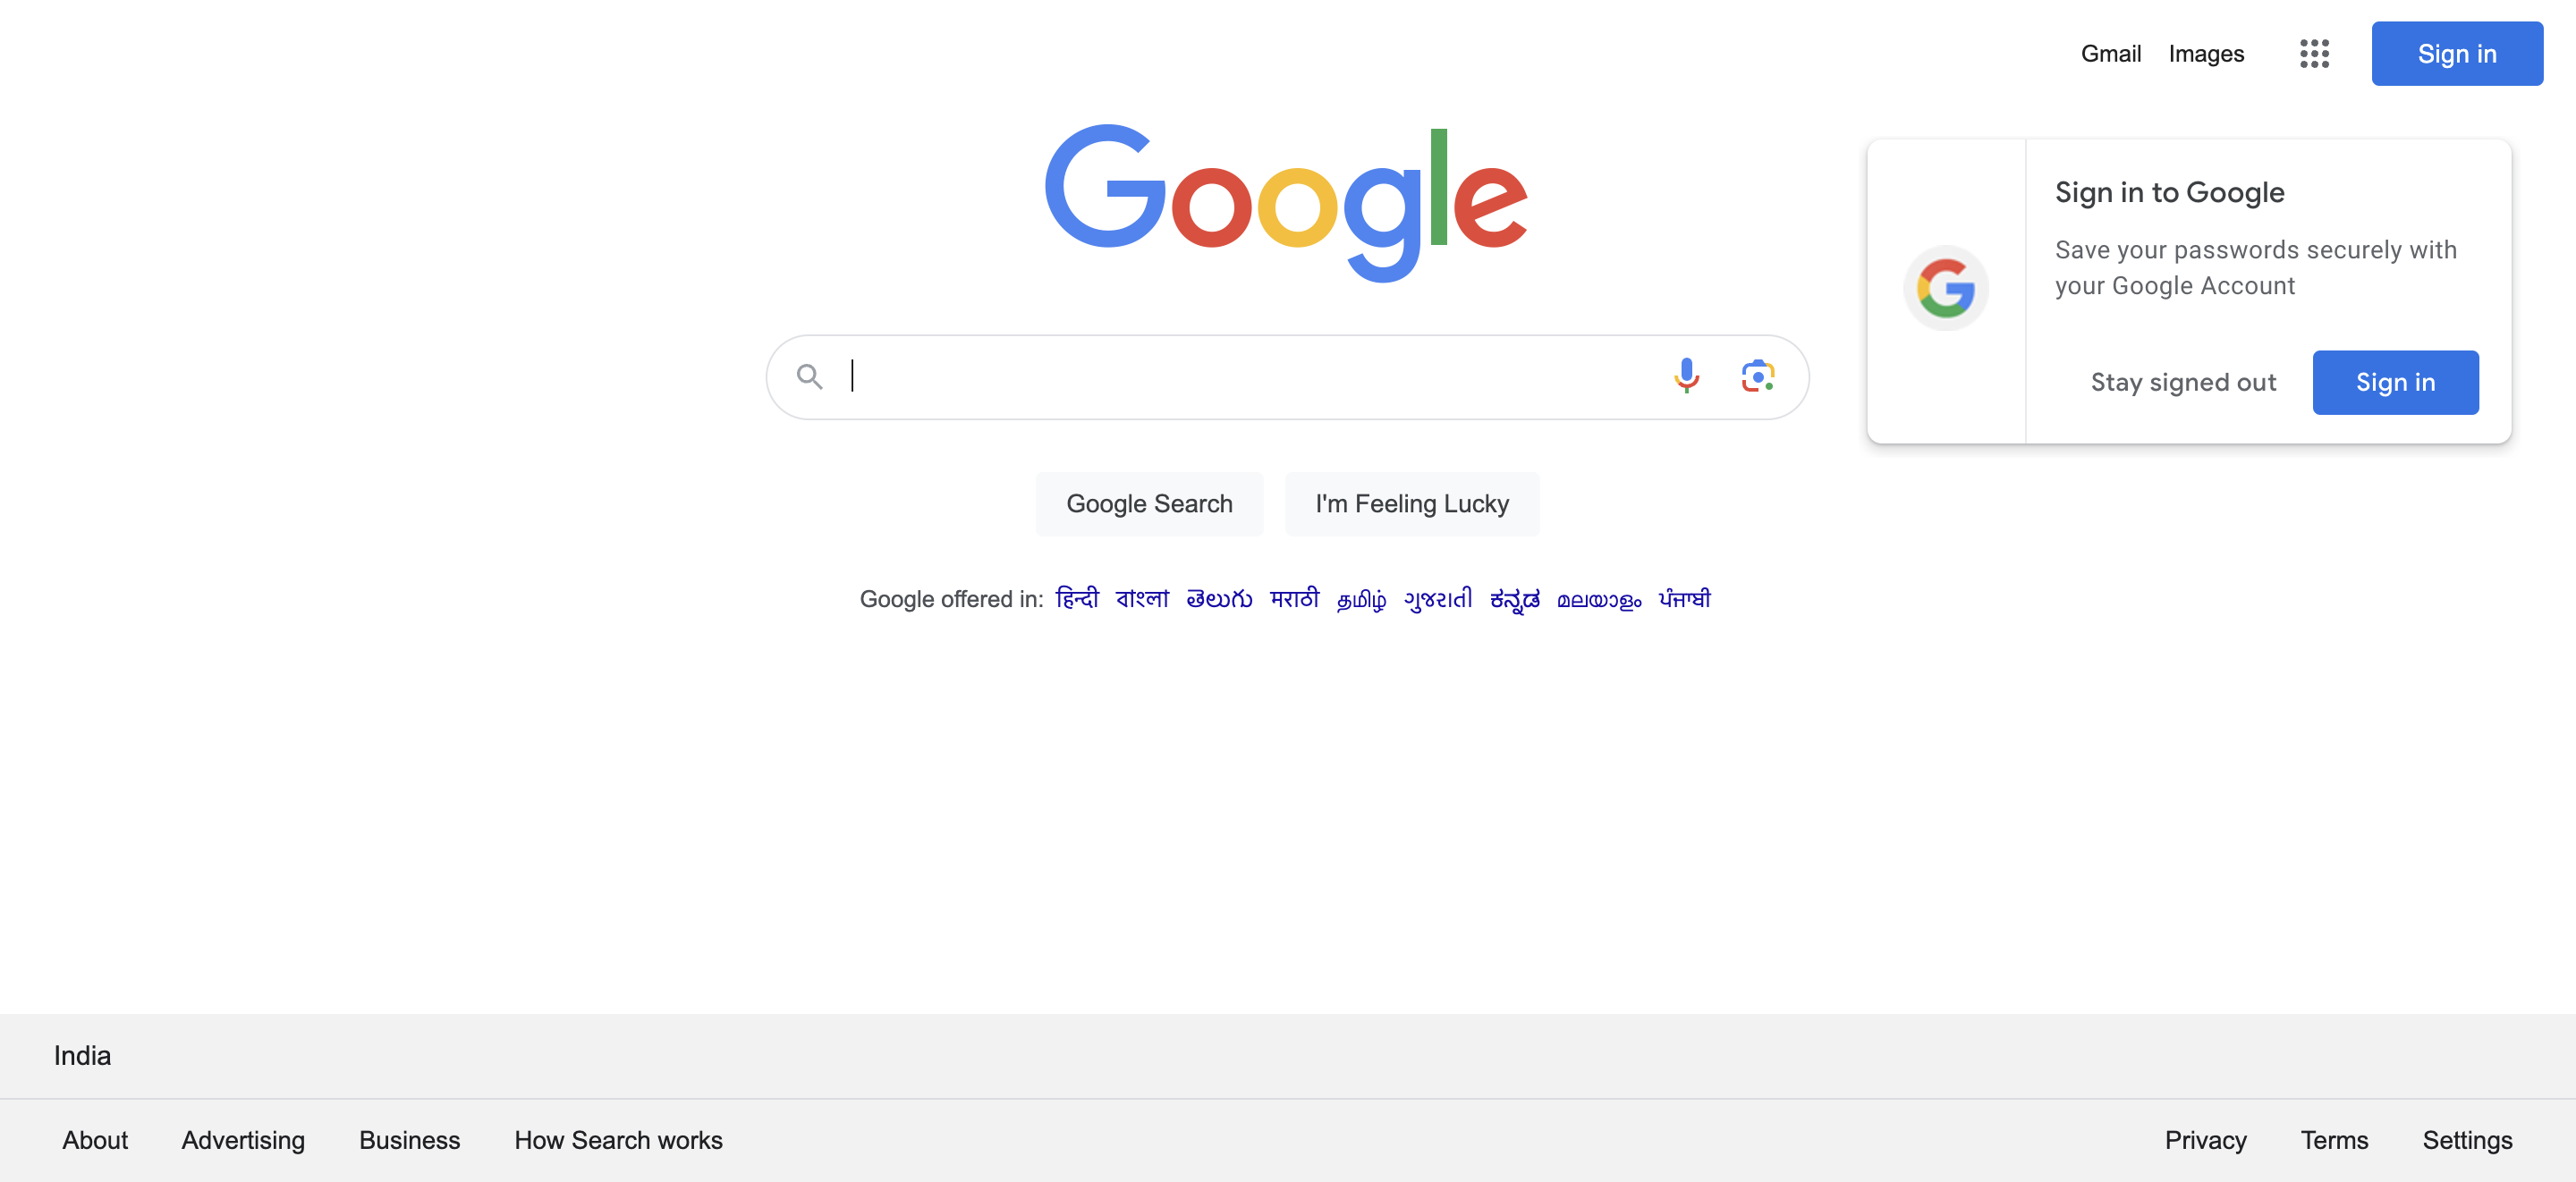 Gmail Images Sign in
Google
Sign in to Google
Save your passwords securely with
your Google Account
Stay signed out Sign in
Google Search I'm Feeling Lucky
Google offered in: हिन्दी বাংলা తెలుగు मराठी தமிழ் ગુજરાતી ಕನ್ನಡ മലയാളം ਪੰਜਾਬੀ
India
About Advertising Business How Search works Privacy Terms Settings